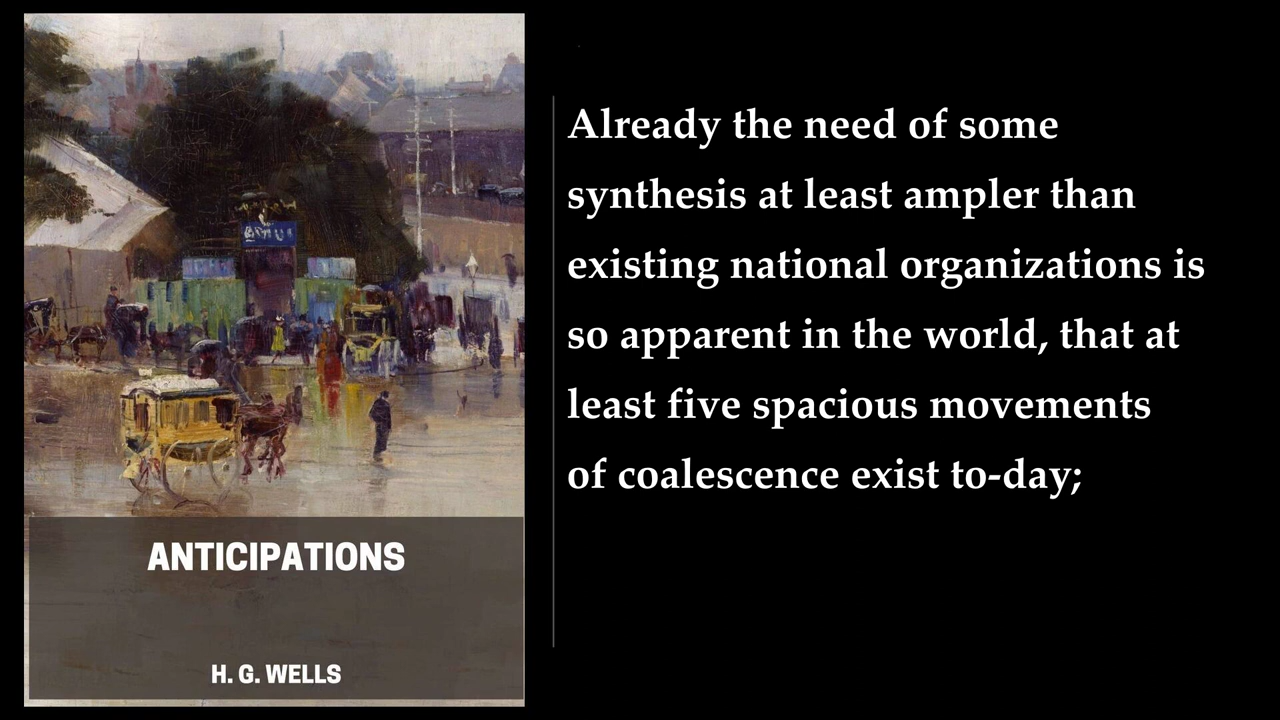 ANTICIPATIONS
H. G. WELLS
Already the need of some
synthesis at least ampler than
existing national organizations is
so apparent in the world, that at
least five spacious movements
of coalescence exist to-day;